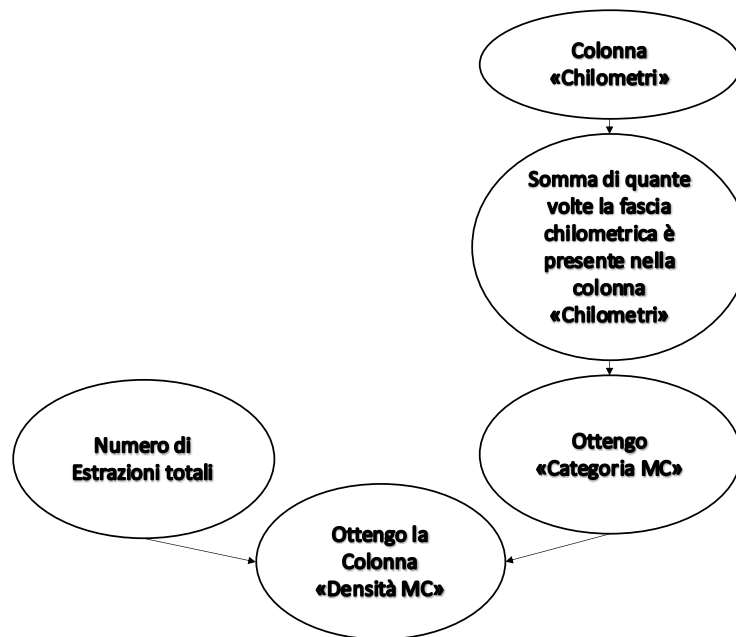 Colonna
«Chilometri»
Somma di quante
volte la fascia
chilometrica è
presente nella
colonna
«Chilometri»
Numero di
Estrazioni totali
Ottengo
«Categoria MC»
Ottengo la
Colonna
«Densità MC»